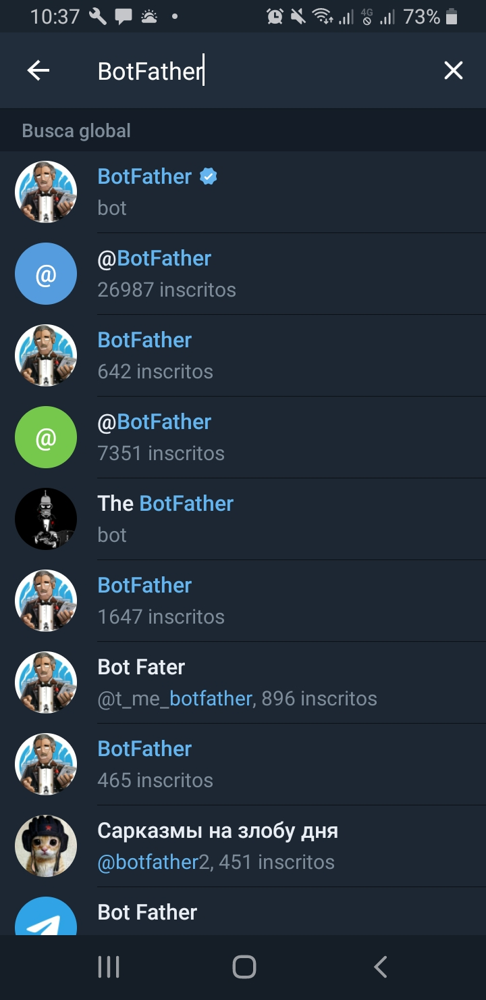 10:37 4G 73%
BotFather
Busca global
BotFather
bot
@
@BotFather
26987 inscritos
BotFather
642 inscritos
@
@BotFather
7351 inscritos
The BotFather
bot
BotFather
1647 inscritos
Bot Fater
@t_me_botfather, 896 inscritos
BotFather
465 inscritos
Сарказмы на злобу дня
@botfather2, 451 inscritos
Bot Father